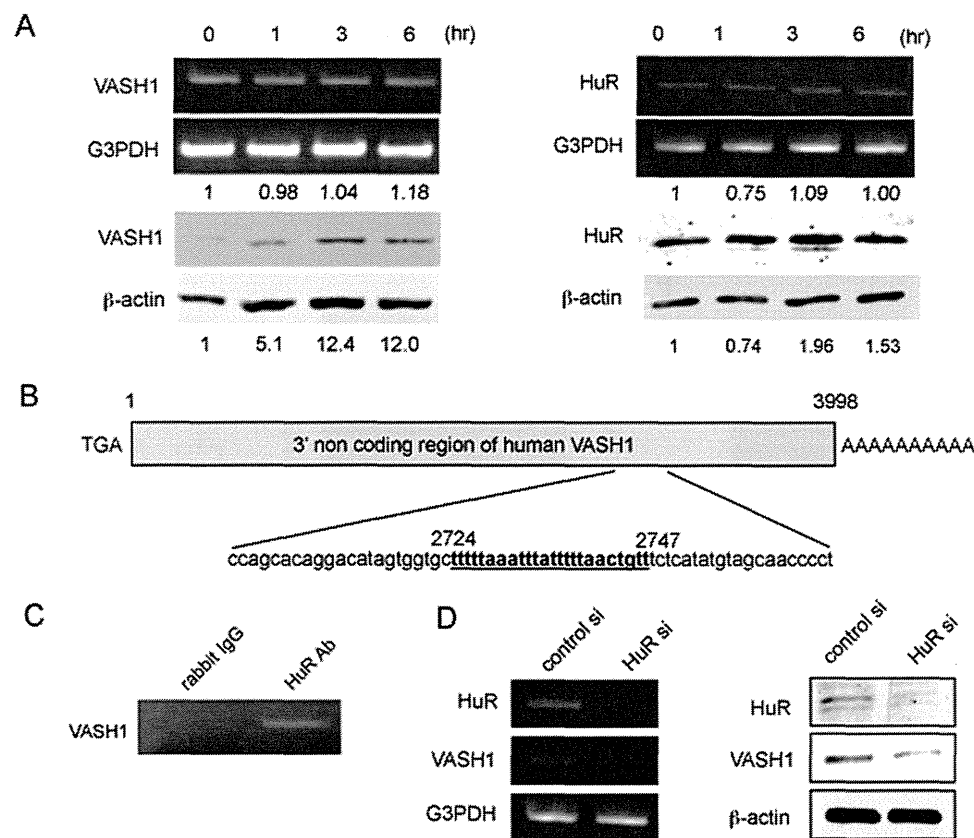 A
0 1 3 6 (hr)
VASH1
G3PDH
1 0.98 1.04 1.18
VASH1
β-actin
1 5.1 12.4 12.0
0 1 3 6 (hr)
HuR
G3PDH
1 0.75 1.09 1.00
HuR
β-actin
1 0.74 1.96 1.53
B
1 3998
TGA 3' non coding region of human VASH1 AAAAAAAAAA
2724 2747
ccagcacaggacatagtggtgctttttaaatttatttttaactgtttctcatatgtagcaacccct
C
rabbit IgG HuR Ab
VASH1
D
control si HuR si
HuR
VASH1
G3PDH
control si HuR si
HuR
VASH1
β-actin